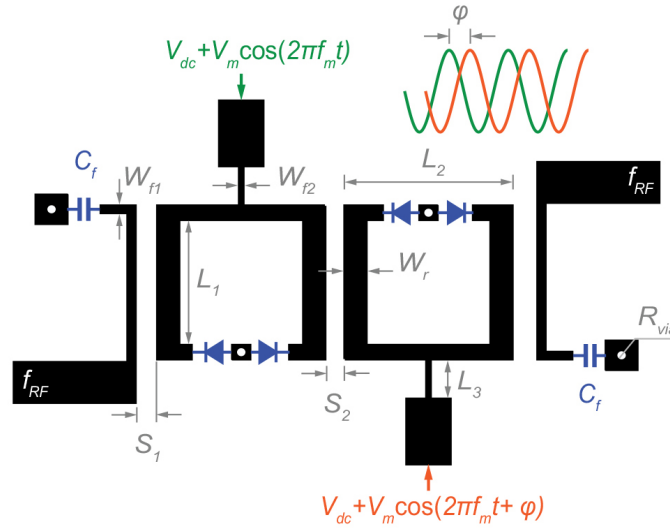 φ
V_dc+V_m cos(2πf_m t)
C_f
W_f1
W_f2
L_2
f_RF
L_1
W_r
R_via
f_RF
S_1
S_2
L_3
C_f
V_dc+V_m cos(2πf_m t+ φ)